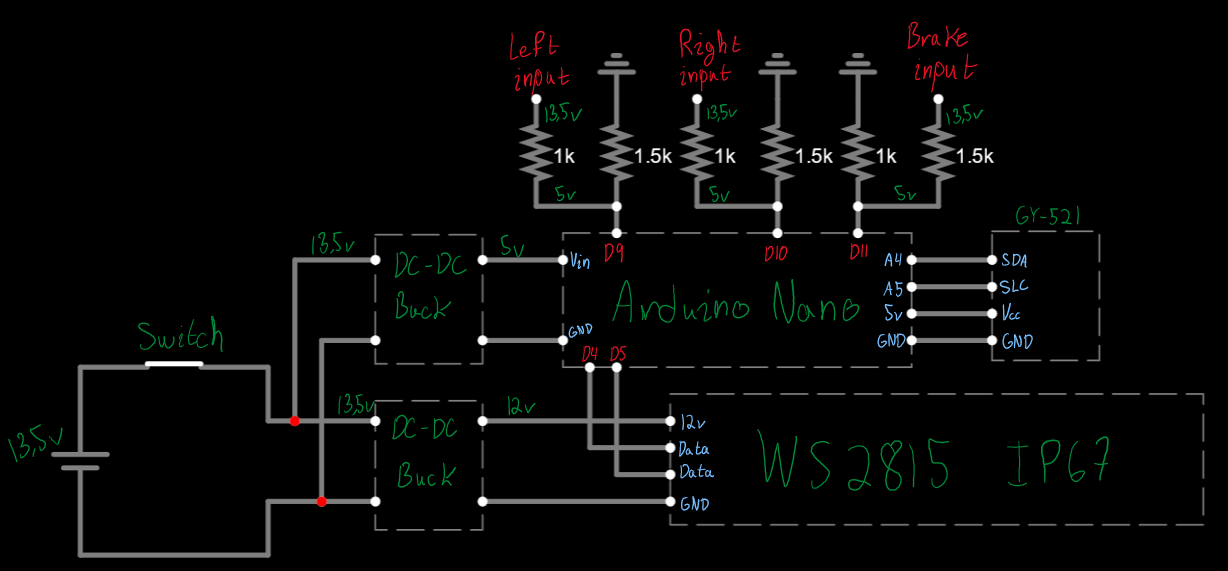 Left
input
Right
input
Brake
input
13,5v
13,5v
13,5v
1k
1.5k
1k
1.5k
1k
1.5k
5v
5v
5v
GY-521
13,5v
5v
D9
D10
D11
DC-DC
Buck
Vin
GND
Arduino Nano
A4
A5
5v
GND
SDA
SLC
Vcc
GND
D4
D5
Switch
13,5v
13,5v
12v
DC-DC
Buck
12v
Data
Data
GND
WS2815 IP67